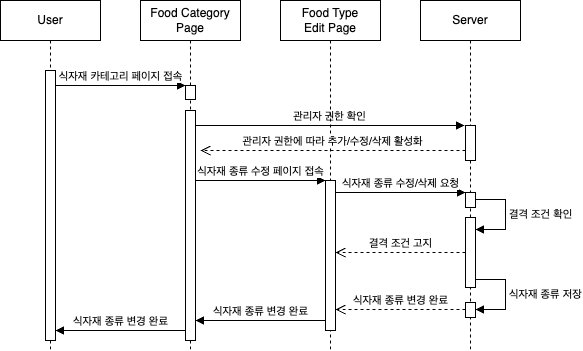 User
Food Category
Page
Food Type
Edit Page
Server
식자재 카테고리 페이지 접속
관리자 권한 확인
관리자 권한에 따라 추가/수정/삭제 활성화
식자재 종류 수정 페이지 접속
식자재 종류 수정/삭제 요청
결격 조건 확인
결격 조건 고지
식자재 종류 저장
식자재 종류 변경 완료
식자재 종류 변경 완료
식자재 종류 변경 완료